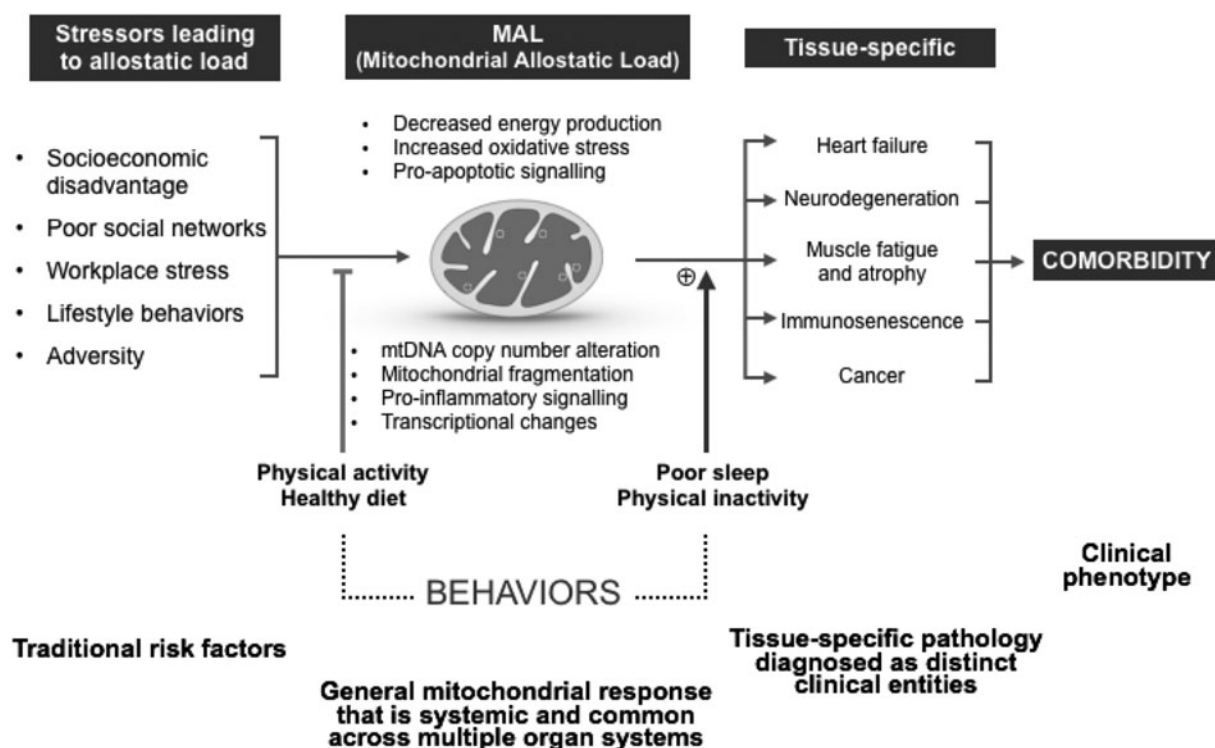 Stressors leading
to allostatic load
MAL
(Mitochondrial Allostatic Load)
Tissue-specific
• Socioeconomic
disadvantage
• Poor social networks
• Workplace stress
• Lifestyle behaviors
• Adversity
• Decreased energy production
• Increased oxidative stress
• Pro-apoptotic signalling
• mtDNA copy number alteration
• Mitochondrial fragmentation
• Pro-inflammatory signalling
• Transcriptional changes
Heart failure
Neurodegeneration
Muscle fatigue
and atrophy
Immunosenescence
Cancer
COMORBIDITY
Physical activity
Healthy diet
Poor sleep
Physical inactivity
BEHAVIORS
Clinical
phenotype
Traditional risk factors
General mitochondrial response
that is systemic and common
across multiple organ systems
Tissue-specific pathology
diagnosed as distinct
clinical entities